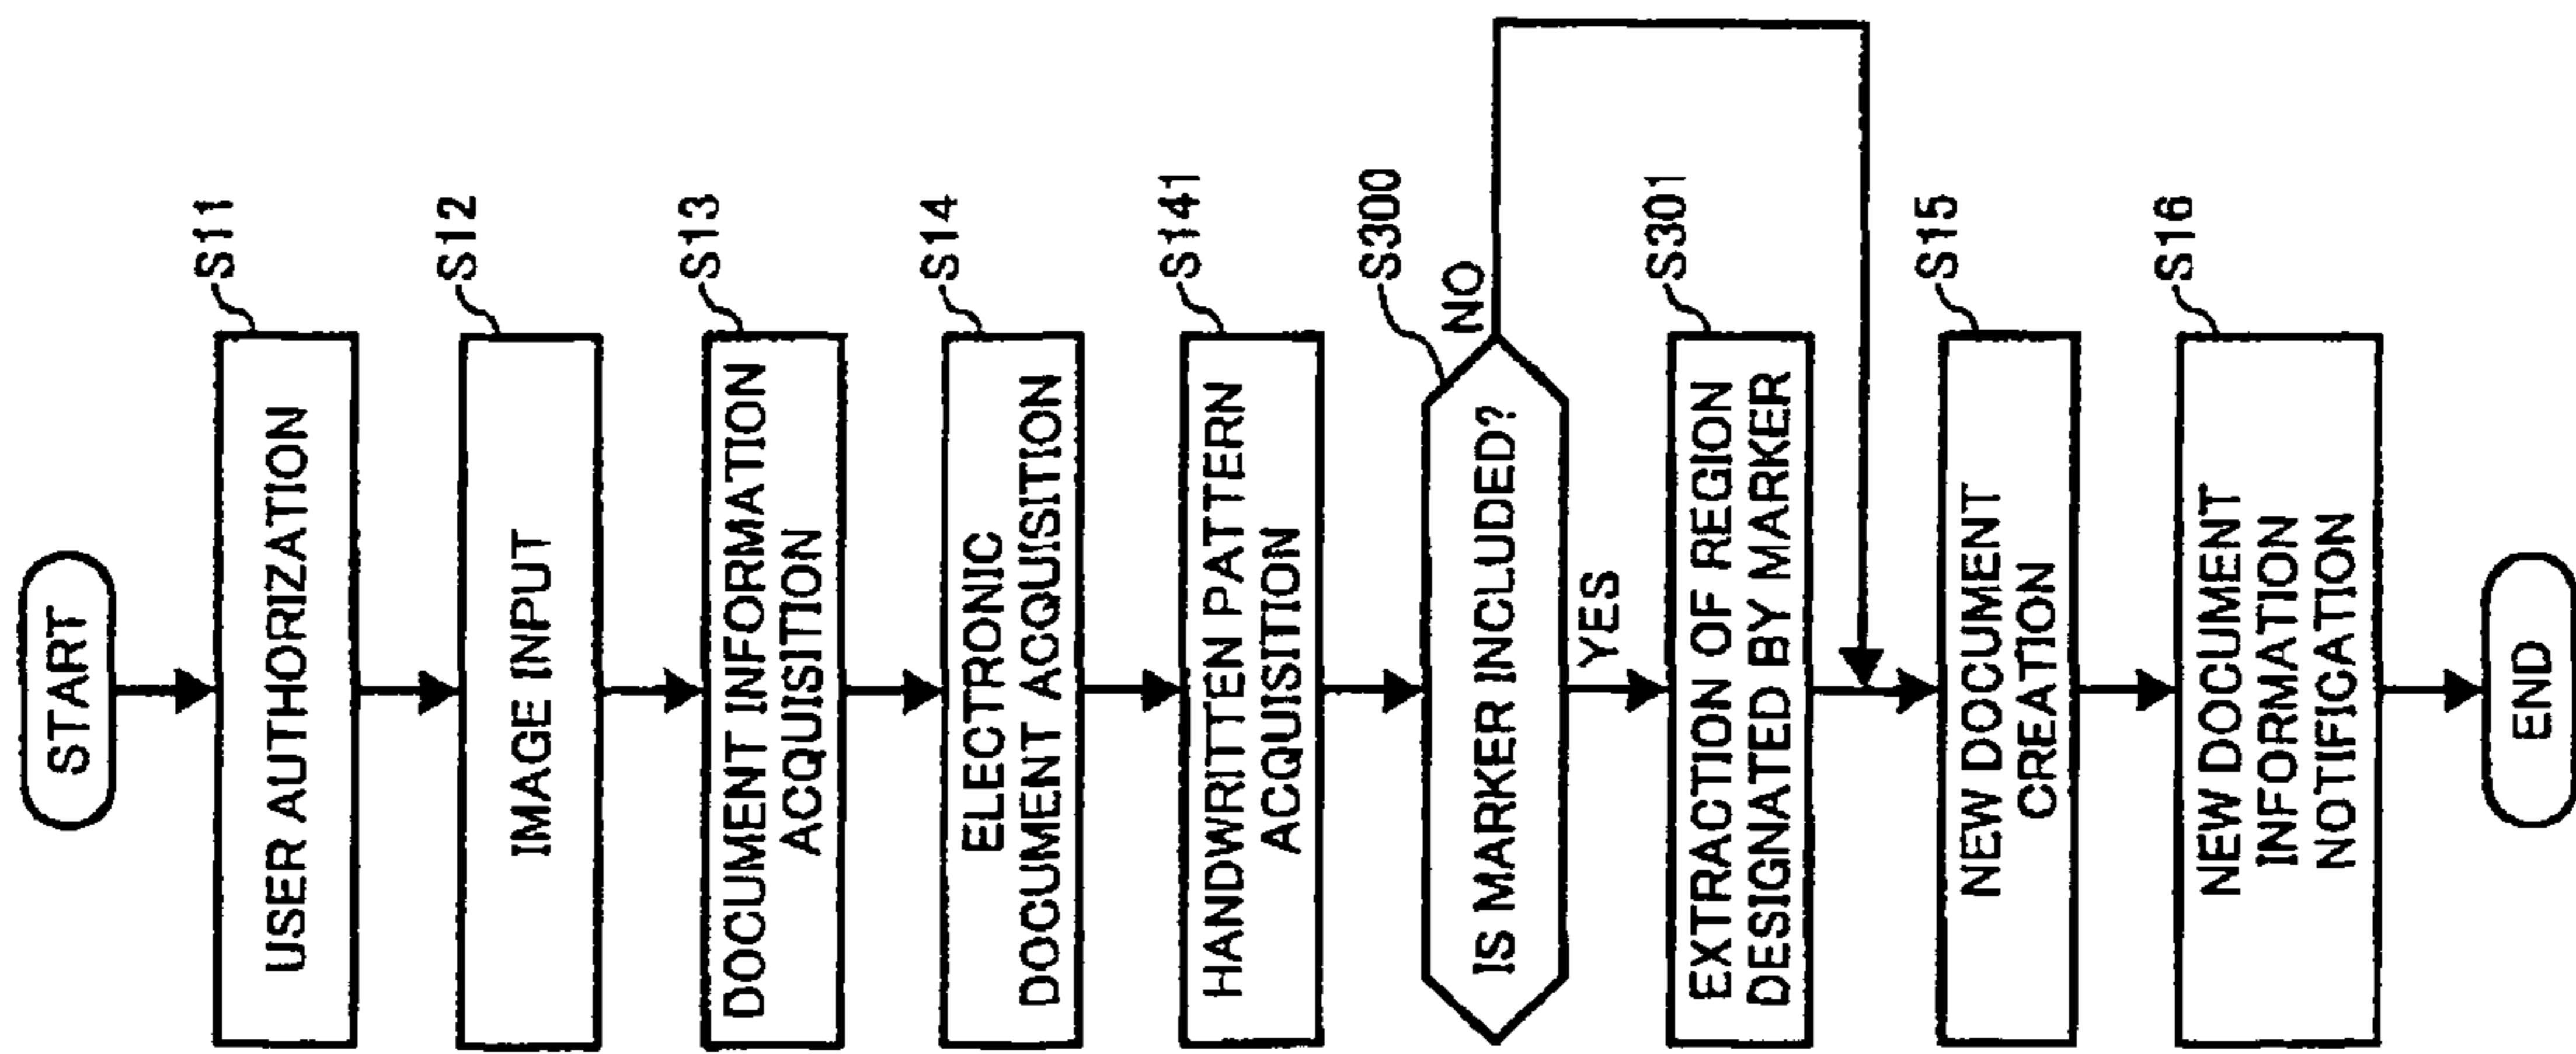 START
S11
USER AUTHORIZATION
S12
IMAGE INPUT
S13
DOCUMENT INFORMATION
ACQUISITION
S14
ELECTRONIC
DOCUMENT ACQUISITION
S141
HANDWRITTEN PATTERN
ACQUISITION
S300
IS MARKER INCLUDED?
NO
YES
S301
EXTRACTION OF REGION
DESIGNATED BY MARKER
S15
NEW DOCUMENT
CREATION
S16
NEW DOCUMENT
INFORMATION
NOTIFICATION
END